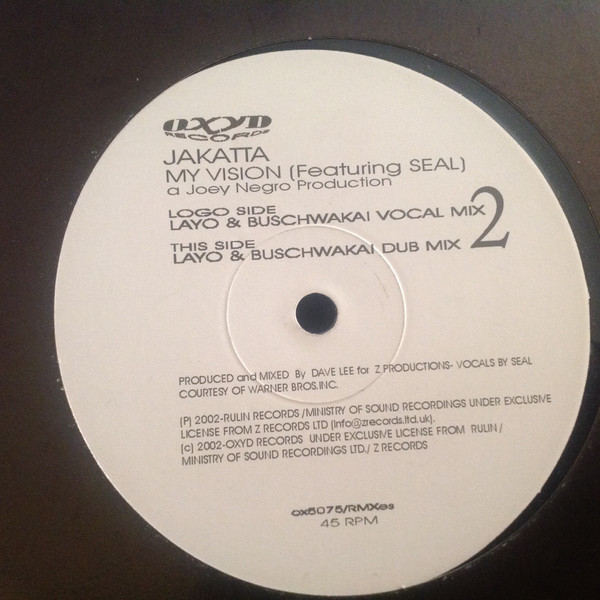 OXYD
RECORDS
JAKATTA
MY VISION (Featuring SEAL)
a Joey Negro Production
LOGO SIDE
LAYO & BUSCHWAKAI VOCAL MIX
2
THIS SIDE
LAYO & BUSCHWAKAI DUB MIX
PRODUCED and MIXED By DAVE LEE for Z PRODUCTIONS- VOCALS BY SEAL
COURTESY OF WARNER BROS.INC.
(P) 2002-RULIN RECORDS /MINISTRY OF SOUND RECORDINGS UNDER EXCLUSIVE
LICENSE FROM Z RECORDS LTD (info@zrecords.ltd.uk).
(c) 2002-OXYD RECORDS UNDER EXCLUSIVE LICENSE FROM RULIN /
MINISTRY OF SOUND RECORDINGS LTD./ Z RECORDS
ox5075/RMXes
45 RPM